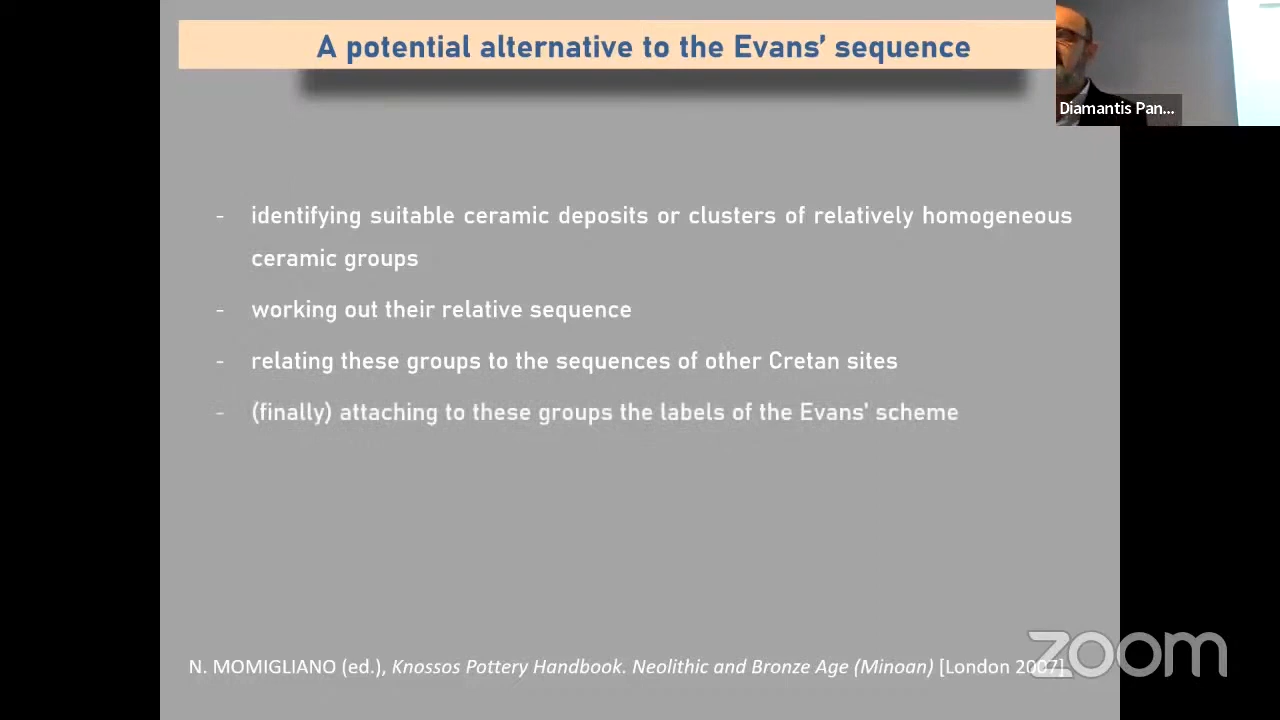 A potential alternative to the Evans’ sequence
Diamantis Pan...
- identifying suitable ceramic deposits or clusters of relatively homogeneous
ceramic groups
- working out their relative sequence
- relating these groups to the sequences of other Cretan sites
- (finally) attaching to these groups the labels of the Evans' scheme
N. MOMIGLIANO (ed.), Knossos Pottery Handbook. Neolithic and Bronze Age (Minoan) [London 2007]
zoom